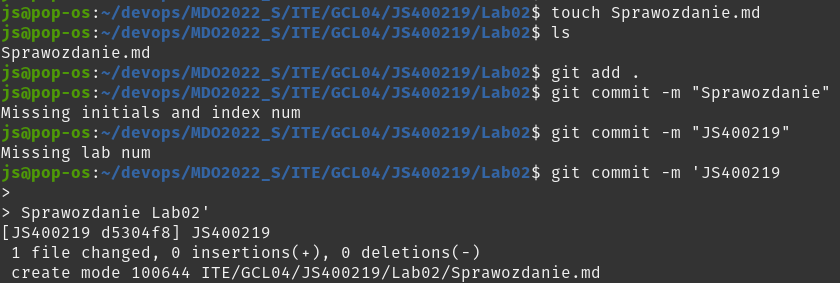 js@pop-os:~/devops/MDO2022_S/ITE/GCL04/JS400219/Lab02$ touch Sprawozdanie.md
js@pop-os:~/devops/MDO2022_S/ITE/GCL04/JS400219/Lab02$ ls
Sprawozdanie.md
js@pop-os:~/devops/MDO2022_S/ITE/GCL04/JS400219/Lab02$ git add .
js@pop-os:~/devops/MDO2022_S/ITE/GCL04/JS400219/Lab02$ git commit -m "Sprawozdanie"
Missing initials and index num
js@pop-os:~/devops/MDO2022_S/ITE/GCL04/JS400219/Lab02$ git commit -m "JS400219"
Missing lab num
js@pop-os:~/devops/MDO2022_S/ITE/GCL04/JS400219/Lab02$ git commit -m 'JS400219
>
> Sprawozdanie Lab02'
[JS400219 d5304f8] JS400219
 1 file changed, 0 insertions(+), 0 deletions(-)
 create mode 100644 ITE/GCL04/JS400219/Lab02/Sprawozdanie.md